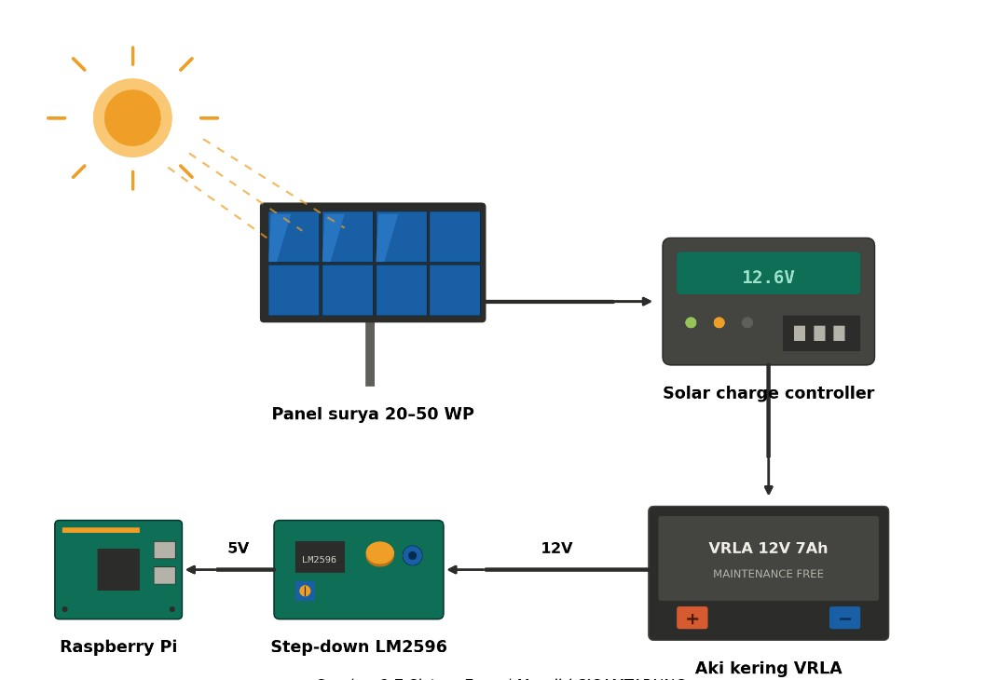 12.6V
Solar charge controller
Panel surya 20–50 WP
5V
12V
LM2596
VRLA 12V 7Ah
MAINTENANCE FREE
+
−
Raspberry Pi
Step-down LM2596
Aki kering VRLA